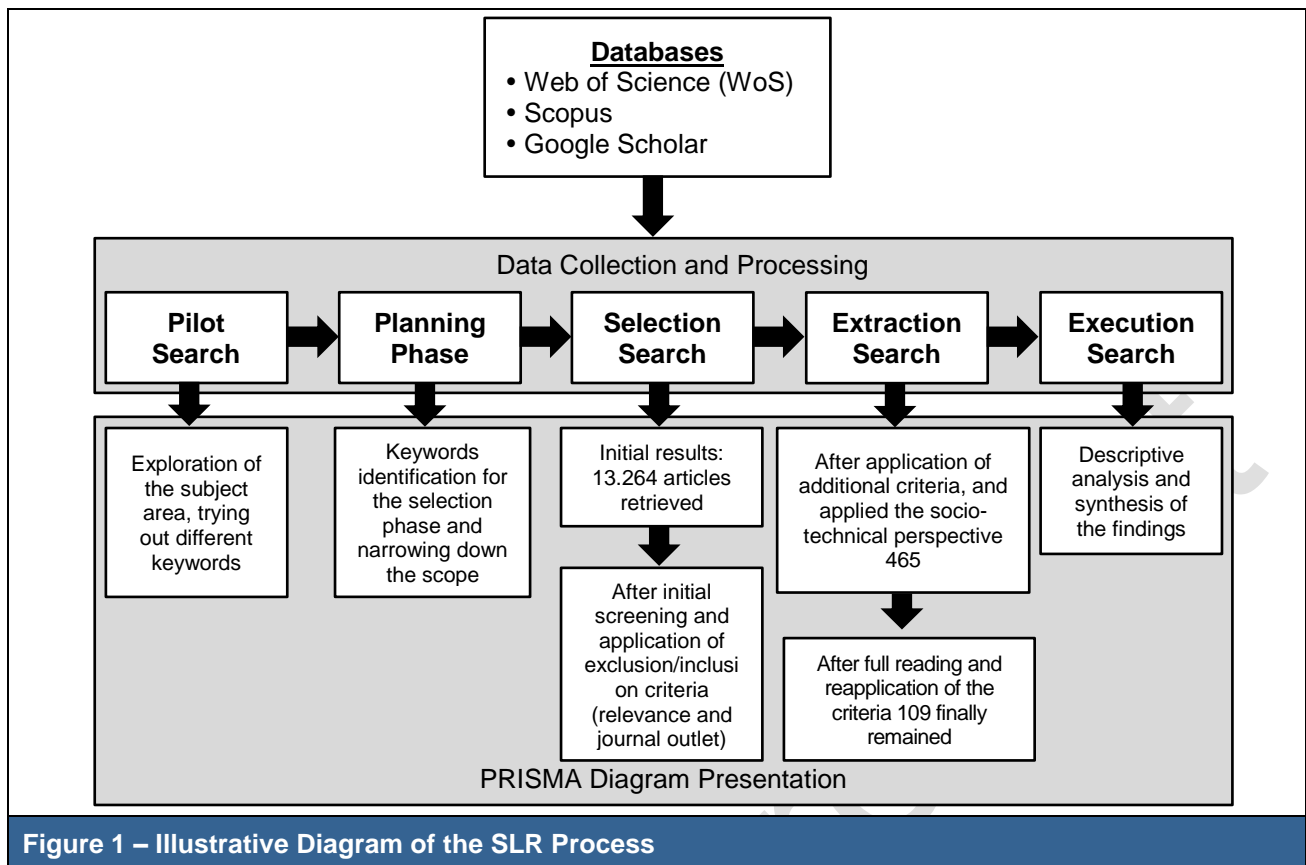 Databases
• Web of Science (WoS)
• Scopus
• Google Scholar
Data Collection and Processing
Pilot
Search
Planning
Phase
Selection
Search
Extraction
Search
Execution
Search
Exploration of
the subject
area, trying
out different
keywords
Keywords
identification for
the selection
phase and
narrowing down
the scope
Initial results:
13.264 articles
retrieved
After initial
screening and
application of
exclusion/inclusi
on criteria
(relevance and
journal outlet)
After application of
additional criteria, and
applied the socio-
technical perspective
465
After full reading and
reapplication of the
criteria 109 finally
remained
Descriptive
analysis and
synthesis of
the findings
PRISMA Diagram Presentation
Figure 1 – Illustrative Diagram of the SLR Process